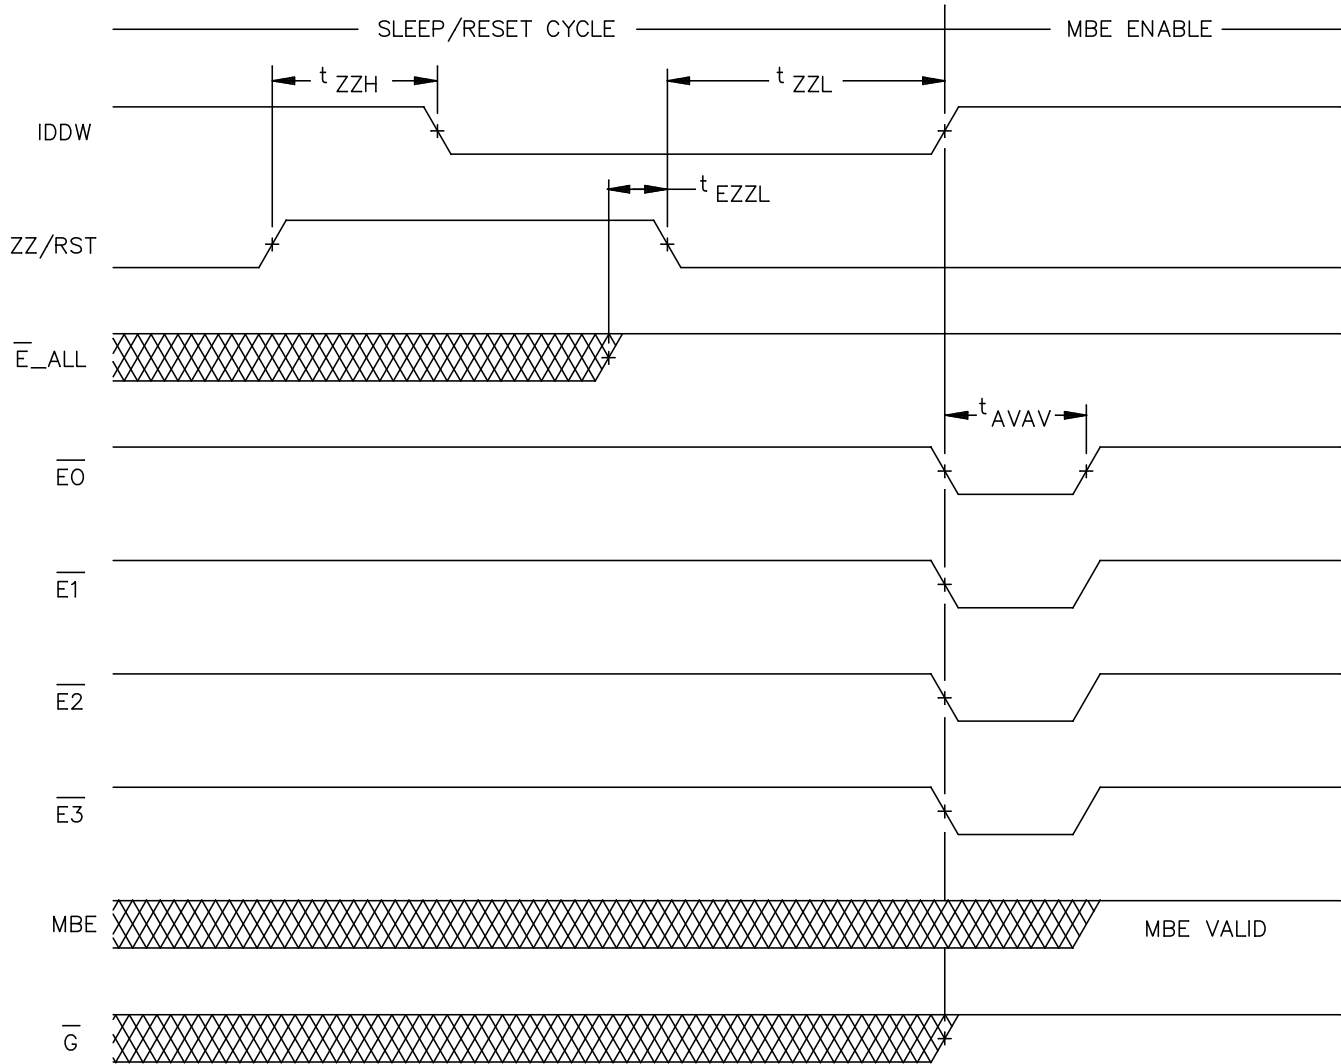 SLEEP/RESET CYCLE
MBE ENABLE
t ZZH
t ZZL
IDDW
t EZZL
ZZ/RST
E_ALL
t AVAV
E0
E1
E2
E3
MBE
MBE VALID
G